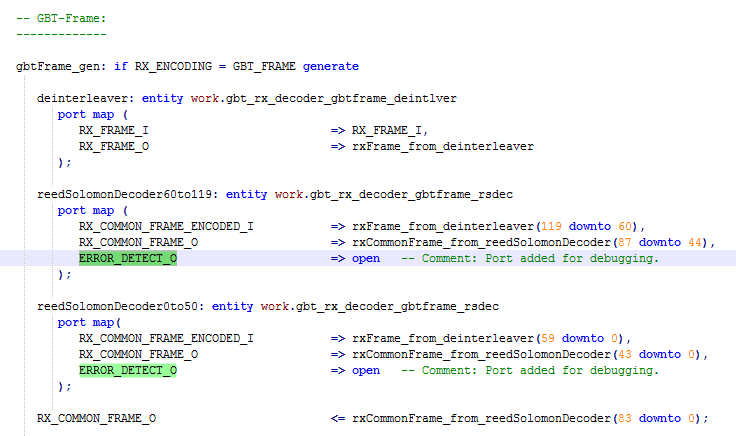 -- GBT-Frame:
-------------
gbtFrame_gen: if RX_ENCODING = GBT_FRAME generate
deinterleaver: entity work.gbt_rx_decoder_gbtframe_deintlver
port map (
RX_FRAME_I => RX_FRAME_I,
RX_FRAME_O => rxFrame_from_deinterleaver
);
reedSolomonDecoder60to119: entity work.gbt_rx_decoder_gbtframe_rsdec
port map (
RX_COMMON_FRAME_ENCODED_I => rxFrame_from_deinterleaver(119 downto 60),
RX_COMMON_FRAME_O => rxCommonFrame_from_reedSolomonDecoder(87 downto 44),
ERROR_DETECT_O => open -- Comment: Port added for debugging.
);
reedSolomonDecoder0to50: entity work.gbt_rx_decoder_gbtframe_rsdec
port map(
RX_COMMON_FRAME_ENCODED_I => rxFrame_from_deinterleaver(59 downto 0),
RX_COMMON_FRAME_O => rxCommonFrame_from_reedSolomonDecoder(43 downto 0),
ERROR_DETECT_O => open -- Comment: Port added for debugging.
);
RX_COMMON_FRAME_O <= rxCommonFrame_from_reedSolomonDecoder(83 downto 0);